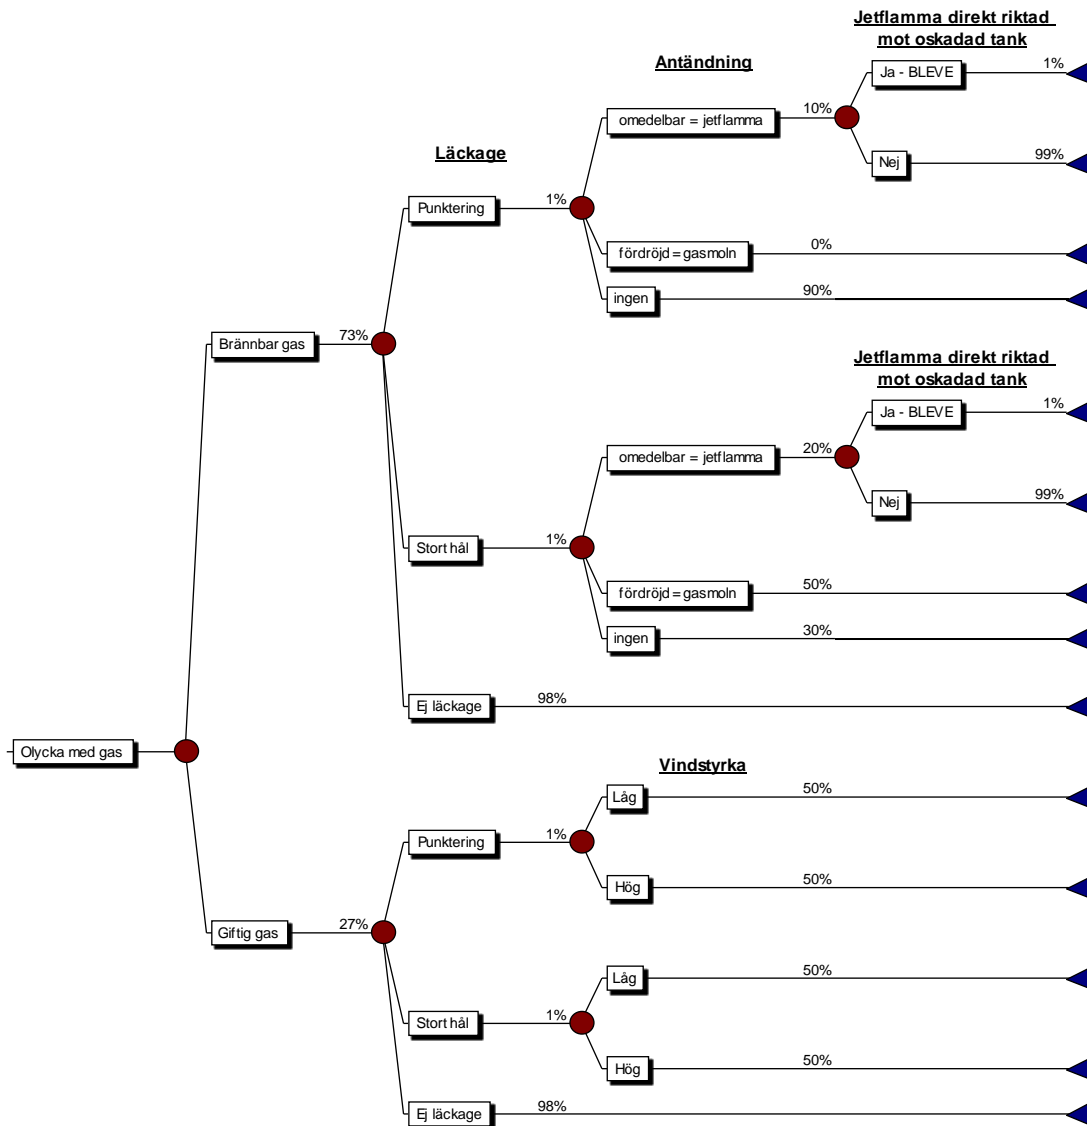 Jetflamma direkt riktad
mot oskadad tank
Antändning
Ja - BLEVE
1%
omedelbar = jetflamma
10%
Läckage
Nej
99%
Punktering
1%
fördröjd = gasmoln
0%
ingen
90%
Brännbar gas
73%
Jetflamma direkt riktad
mot oskadad tank
Ja - BLEVE
1%
omedelbar = jetflamma
20%
Nej
99%
Stort hål
1%
fördröjd = gasmoln
50%
ingen
30%
Ej läckage
98%
Olycka med gas
Vindstyrka
Låg
50%
Punktering
1%
Hög
50%
Giftig gas
27%
Låg
50%
Stort hål
1%
Hög
50%
Ej läckage
98%